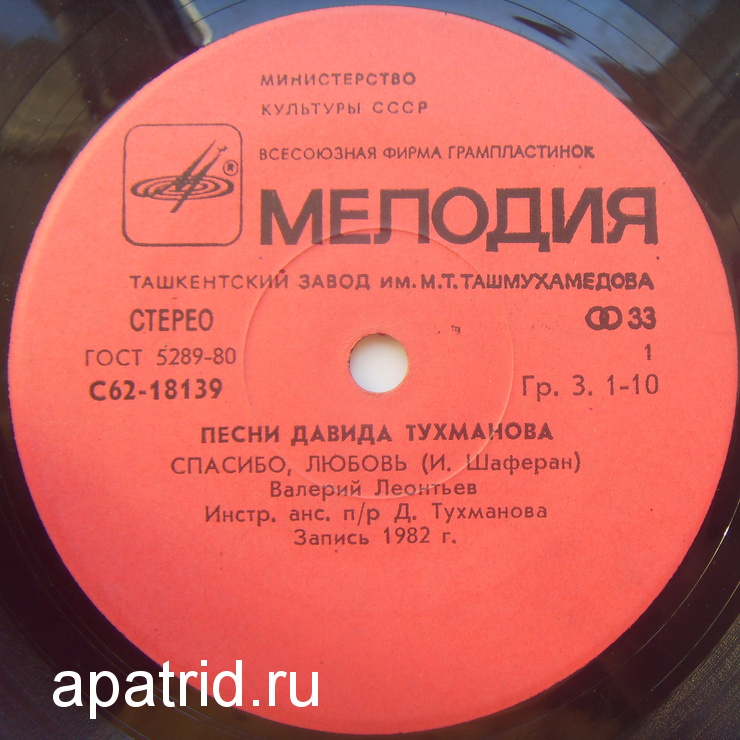 МИНИСТЕРСТВО
КУЛЬТУРЫ СССР
ВСЕСОЮЗНАЯ ФИРМА ГРАМПЛАСТИНОК
®
МЕЛОДИЯ
ТАШКЕНТСКИЙ ЗАВОД ИМ. М.Т. ТАШМУХАМЕДОВА
СТЕРЕО 33
ГОСТ 5289-80 1
С62-18139 Гр. 3. 1-10
ПЕСНИ ДАВИДА ТУХМАНОВА
СПАСИБО, ЛЮБОВЬ (И. Шаферан)
Валерий Леонтьев
Инстр. анс. п/р Д. Тухманова
Запись 1982 г.
apatrid.ru